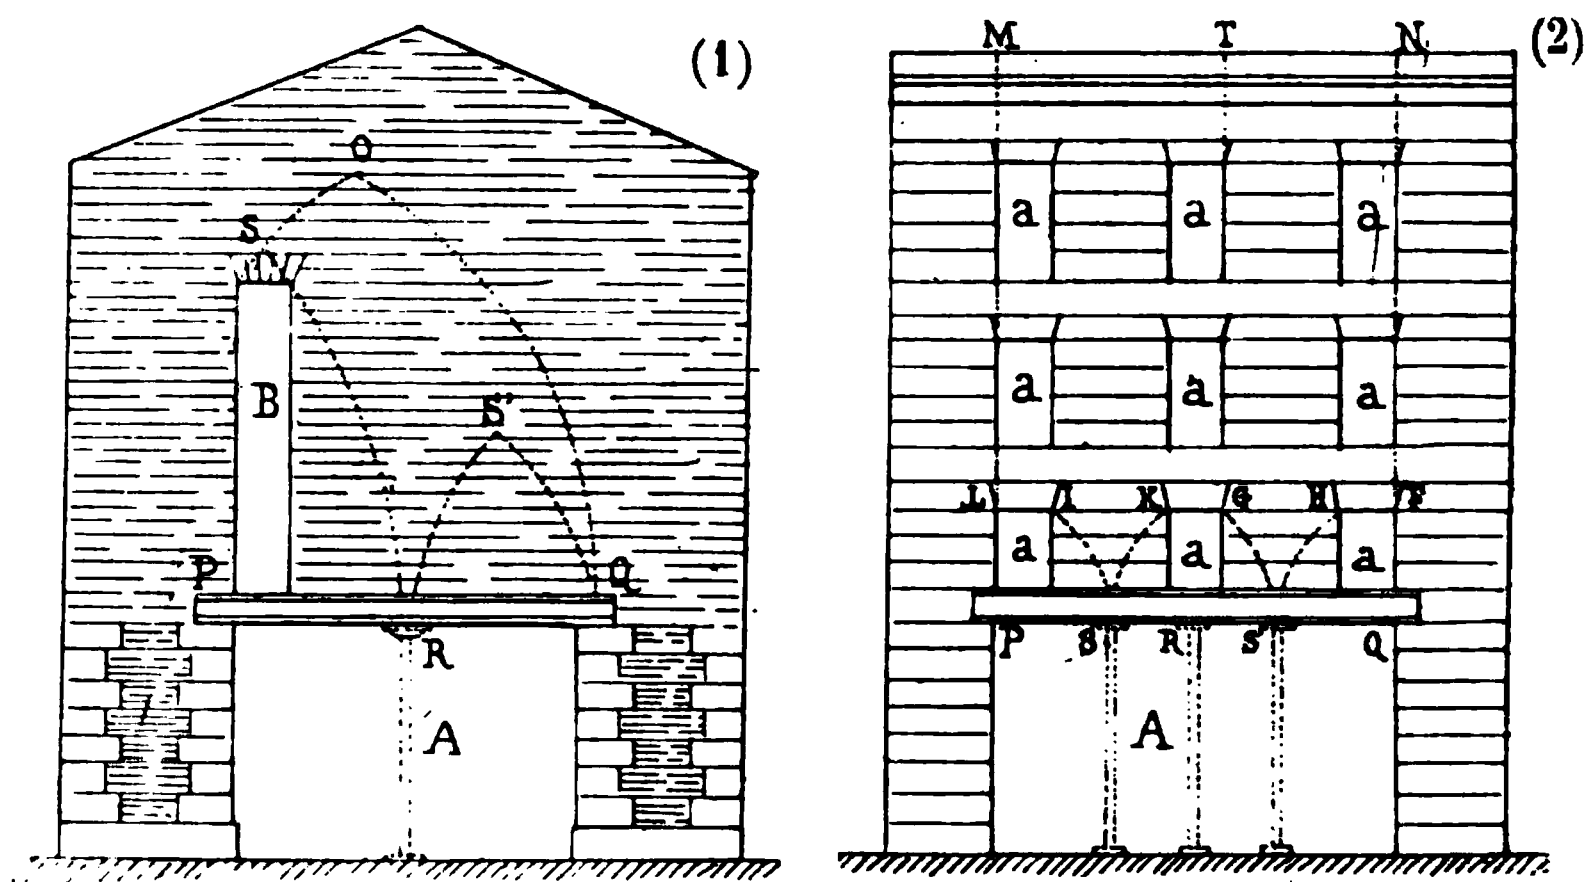 (1)
O
S
B
S'
P
Q
R
A
M T N (2)
a a a
a a a
L I K G H F
a a a
P S R S Q
A